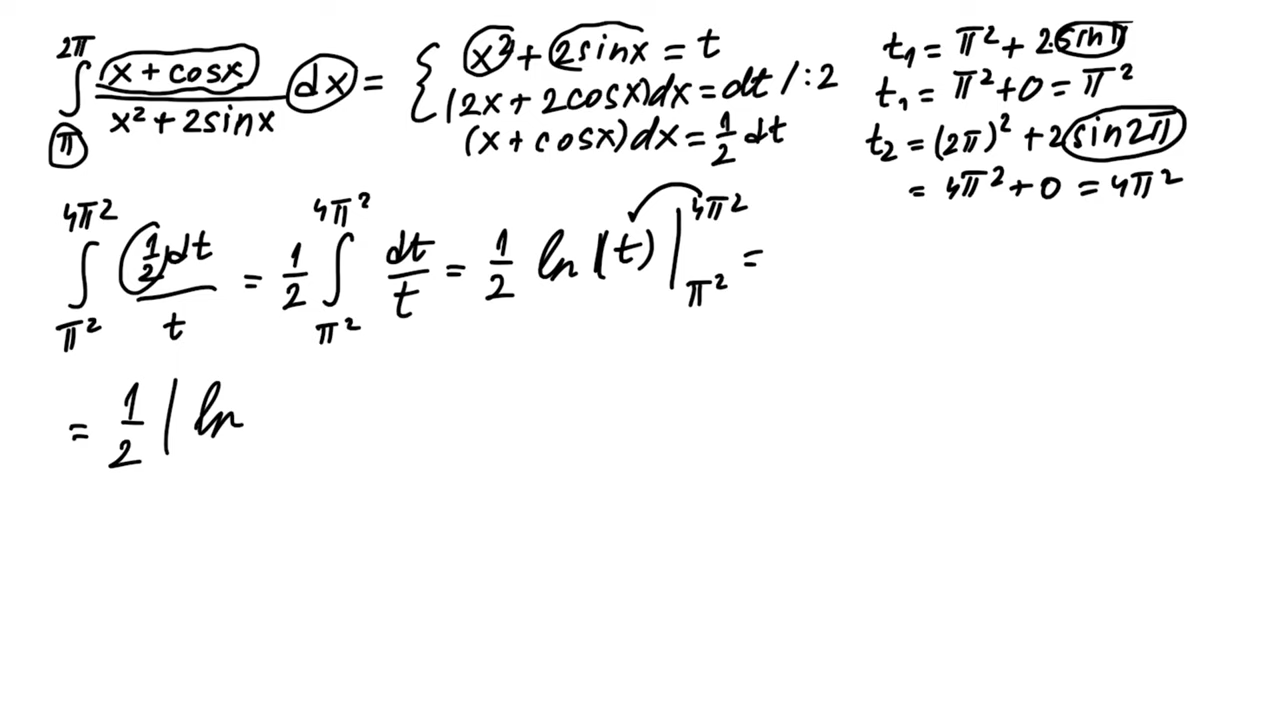 ∫_π^{2π} (x + cosx)/(x² + 2sinx) dx = { x² + 2sinx = t
(2x + 2cosx)dx = dt /:2
(x + cosx)dx = 1/2 dt
t₁ = π² + 2sinπ
t₁ = π² + 0 = π²
t₂ = (2π)² + 2sin2π
= 4π² + 0 = 4π²
∫_{π²}^{4π²} (1/2 dt)/t = 1/2 ∫_{π²}^{4π²} dt/t = 1/2 ln(t) |_{π²}^{4π²} =
= 1/2 ( ln